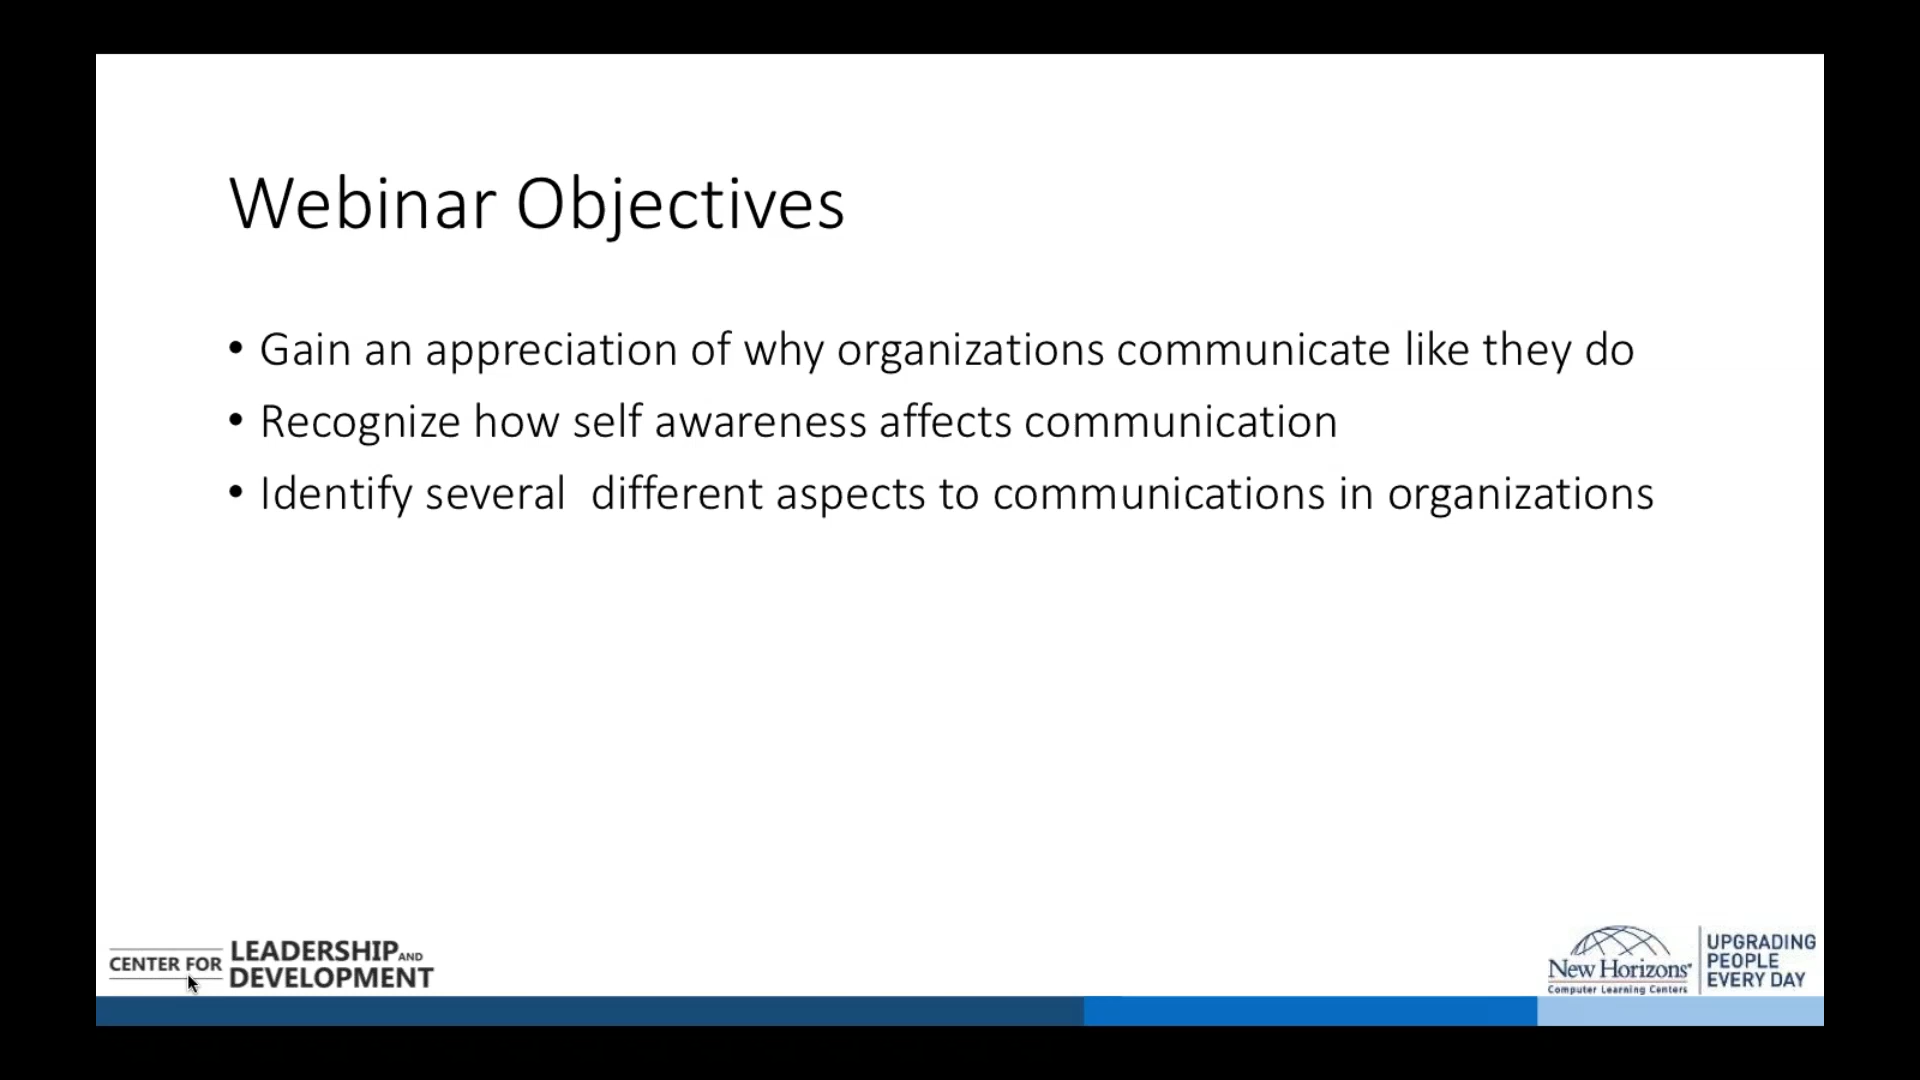 Webinar Objectives
• Gain an appreciation of why organizations communicate like they do
• Recognize how self awareness affects communication
• Identify several  different aspects to communications in organizations
CENTER FOR LEADERSHIP AND DEVELOPMENT
New Horizons®
Computer Learning Centers
UPGRADING
PEOPLE
EVERY DAY